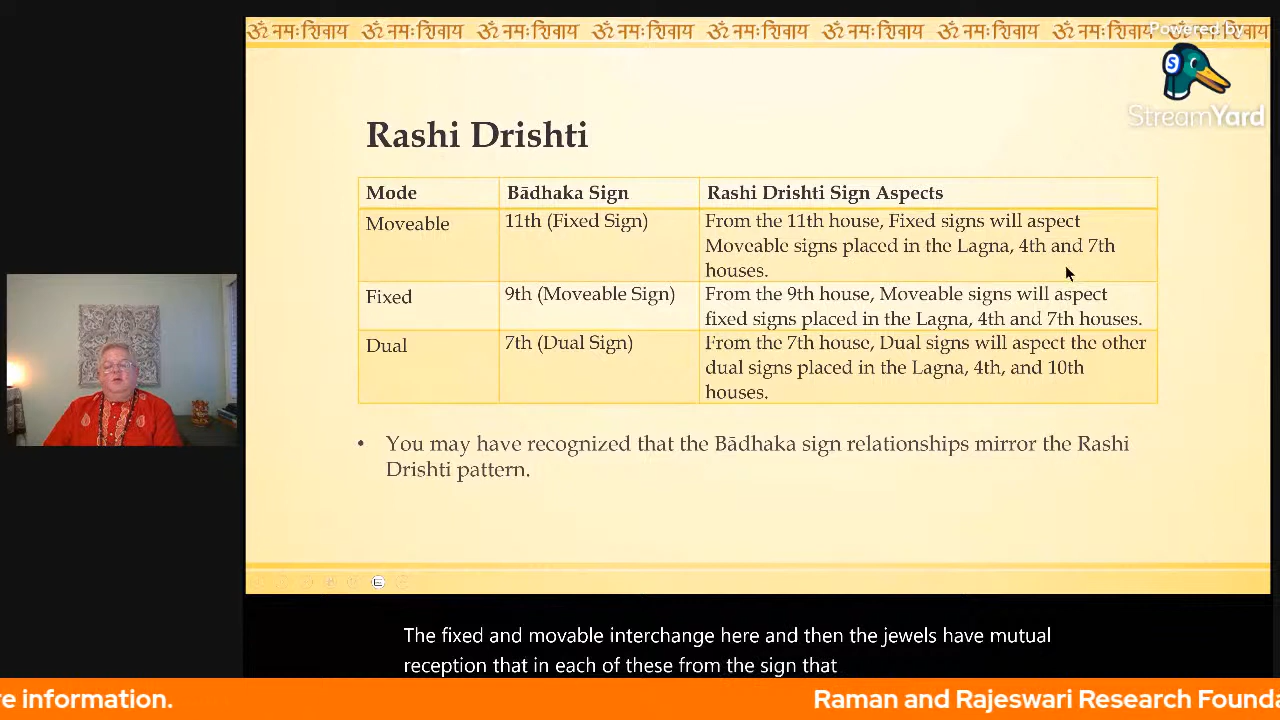 ॐ नमः शिवाय ॐ नमः शिवाय ॐ नमः शिवाय ॐ नमः शिवाय ॐ नमः शिवाय ॐ नमः शिवाय ॐ नमः शिवाय ॐ नमः शिवाय ॐ नमः शिवाय
Powered by
S
StreamYard
Rashi Drishti
Mode Bādhaka Sign Rashi Drishti Sign Aspects
Moveable 11th (Fixed Sign) From the 11th house, Fixed signs will aspect
Moveable signs placed in the Lagna, 4th and 7th
houses.
Fixed 9th (Moveable Sign) From the 9th house, Moveable signs will aspect
fixed signs placed in the Lagna, 4th and 7th houses.
Dual 7th (Dual Sign) From the 7th house, Dual signs will aspect the other
dual signs placed in the Lagna, 4th, and 10th
houses.
• You may have recognized that the Bādhaka sign relationships mirror the Rashi
Drishti pattern.
The fixed and movable interchange here and then the jewels have mutual
reception that in each of these from the sign that
re information. Raman and Rajeswari Research Founda